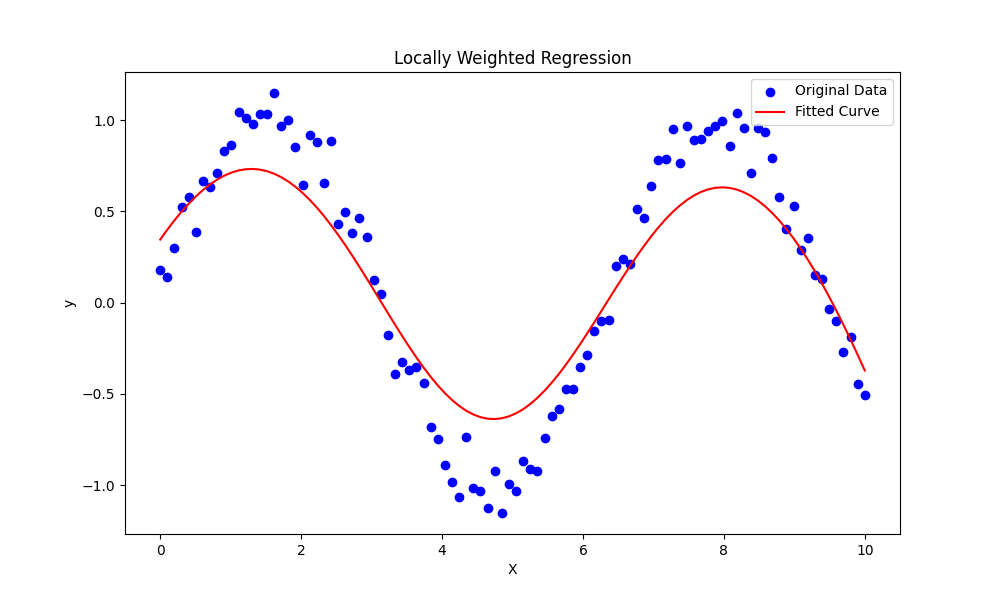 Locally Weighted Regression
Original Data
Fitted Curve
1.0
0.5
0.0
−0.5
−1.0
y
0 2 4 6 8 10
X